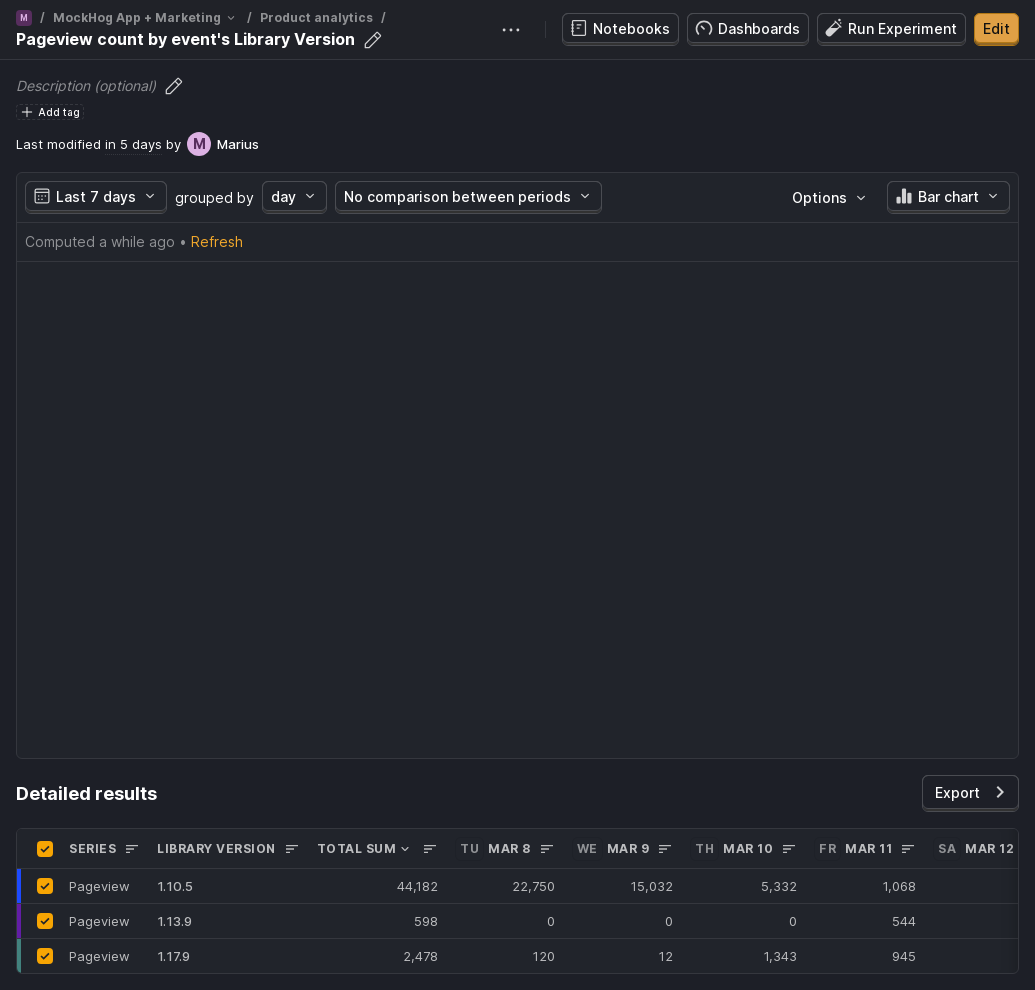 M / MockHog App + Marketing / Product analytics /
Pageview count by event's Library Version
Notebooks Dashboards Run Experiment Edit
Description (optional)
Add tag
Last modified in 5 days by M Marius
Last 7 days grouped by day No comparison between periods Options Bar chart
Computed a while ago • Refresh
Detailed results
Export
SERIES LIBRARY VERSION TOTAL SUM TU MAR 8 WE MAR 9 TH MAR 10 FR MAR 11 SA MAR 12
Pageview 1.10.5 44,182 22,750 15,032 5,332 1,068
Pageview 1.13.9 598 0 0 0 544
Pageview 1.17.9 2,478 120 12 1,343 945